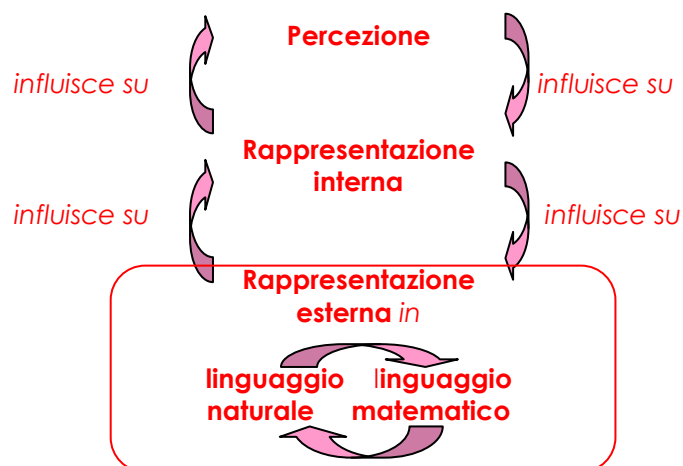 Percezione
influisce su
influisce su
Rappresentazione
interna
influisce su
influisce su
Rappresentazione
esterna in
linguaggio linguaggio
naturale matematico